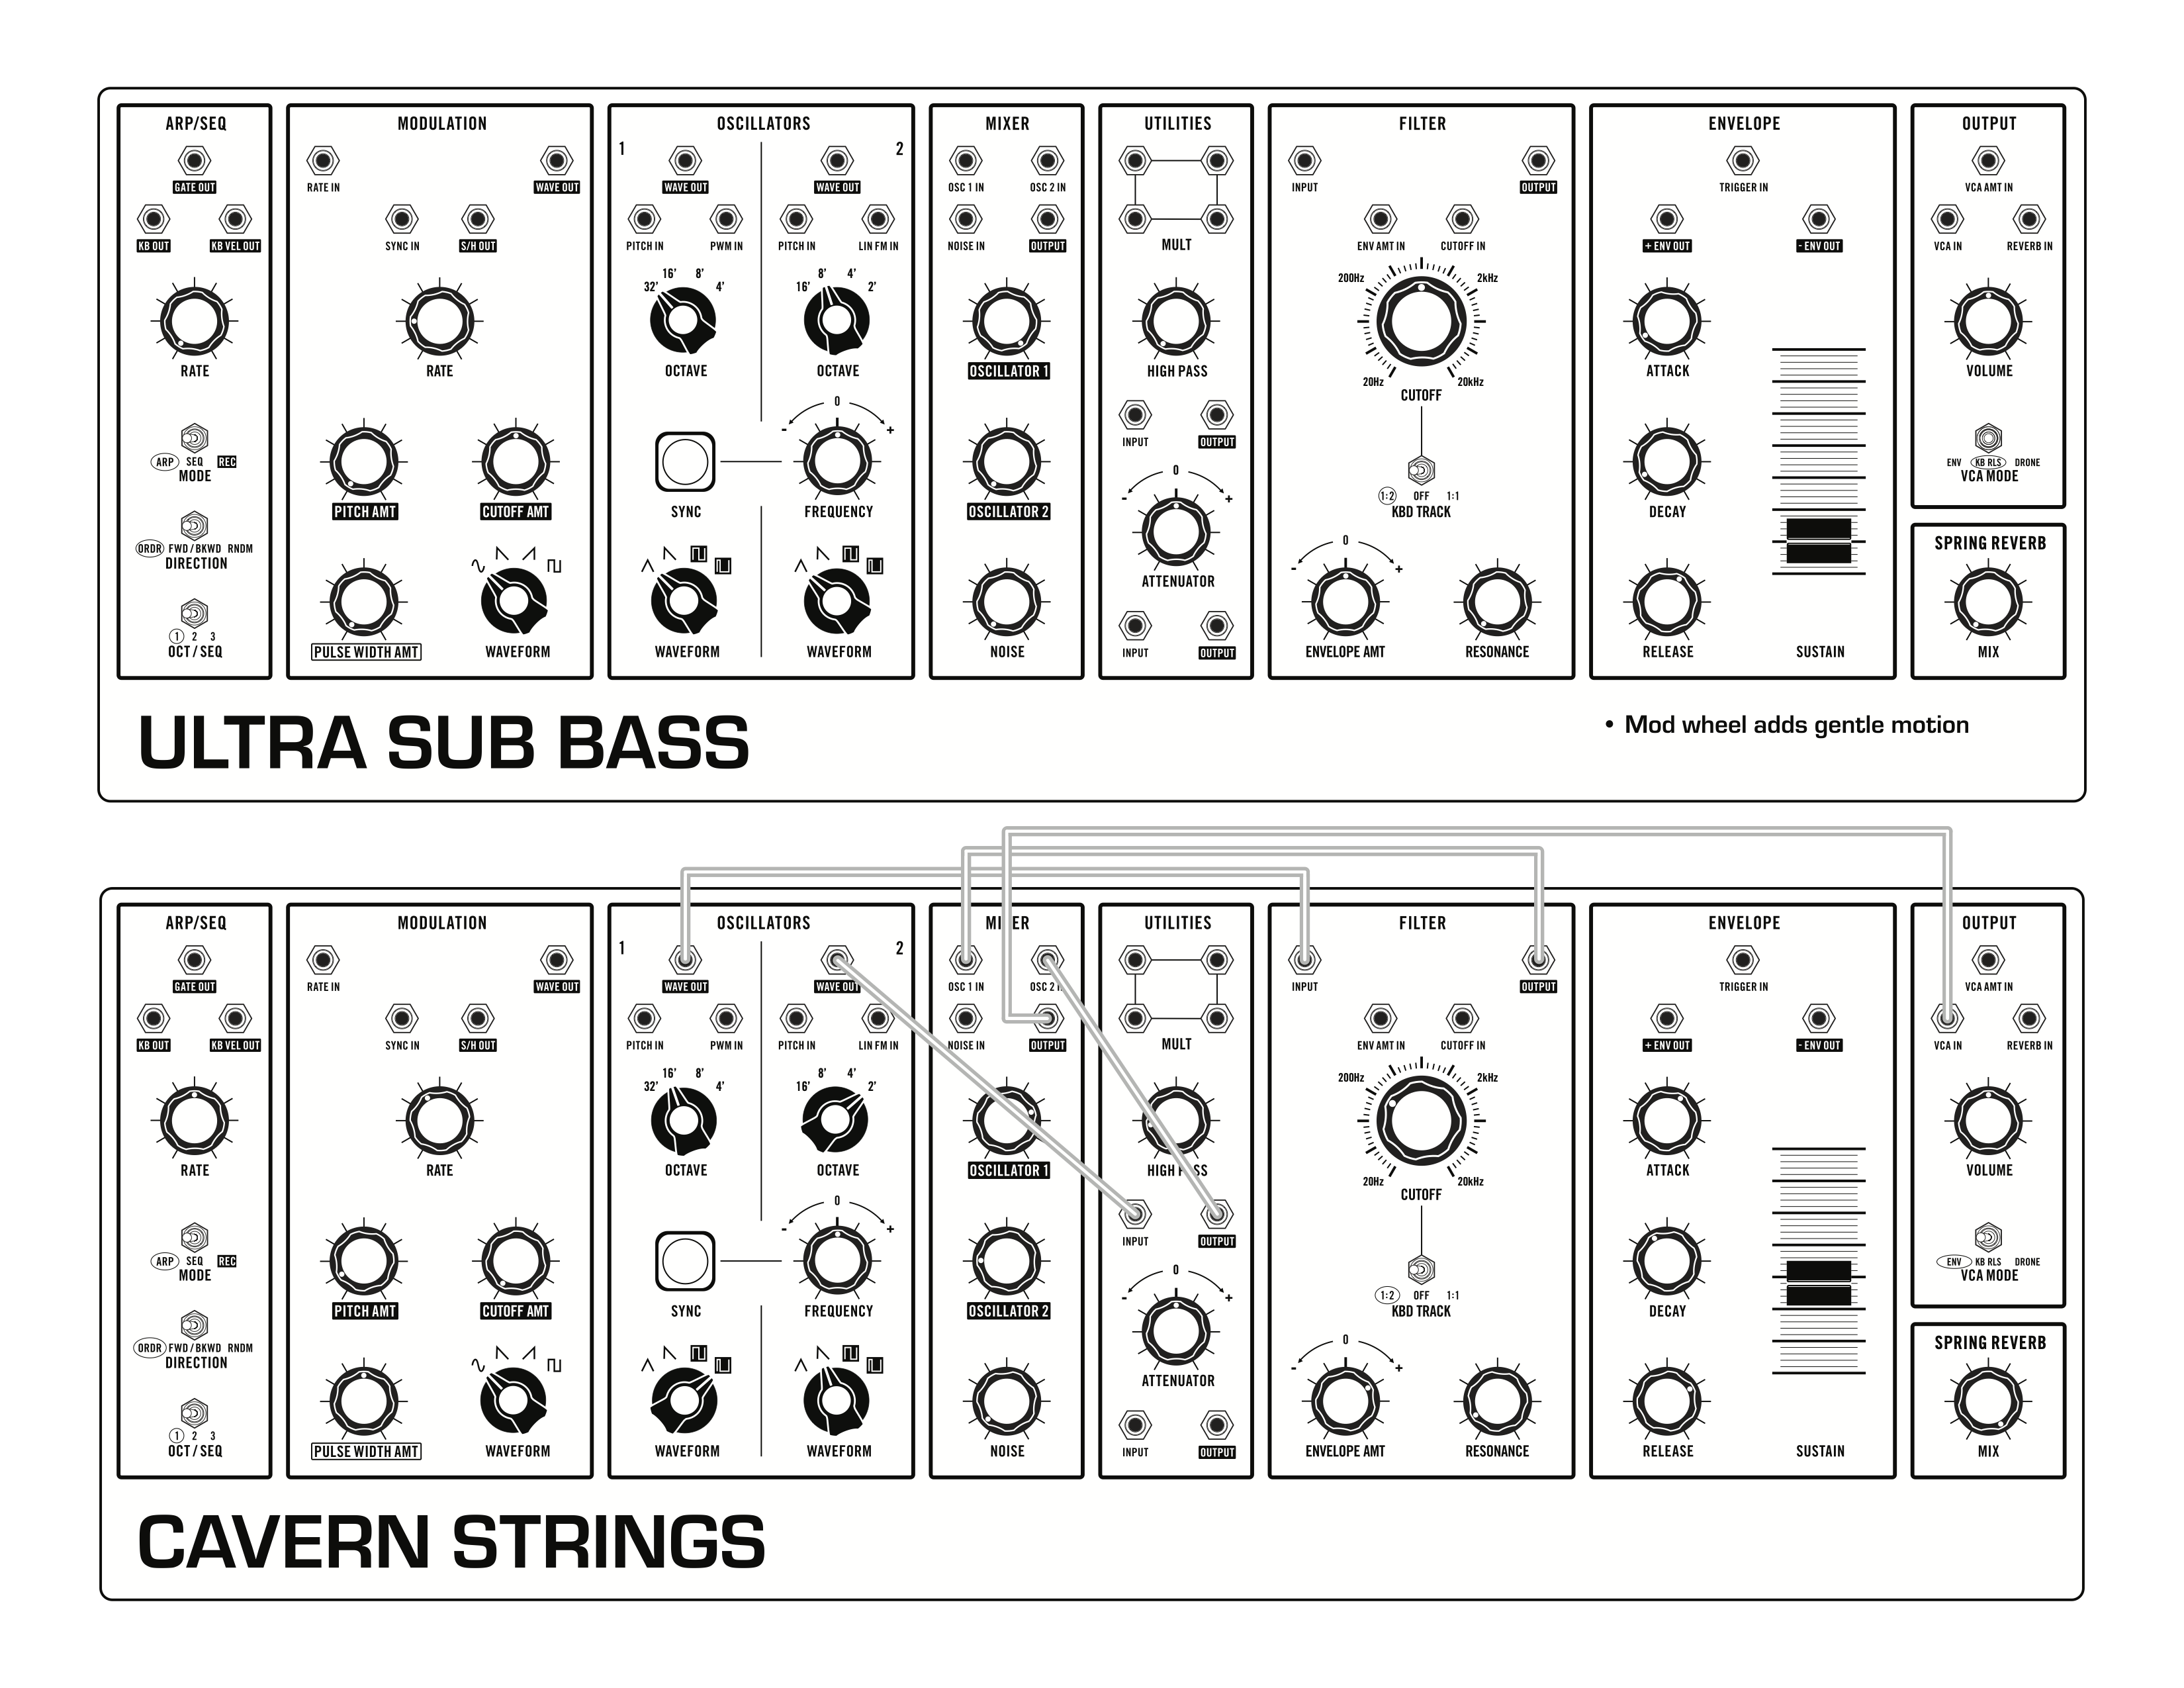 ARP/SEQ MODULATION OSCILLATORS MIXER UTILITIES FILTER ENVELOPE OUTPUT
1 2
GATE OUT RATE IN WAVE OUT WAVE OUT WAVE OUT OSC 1 IN OSC 2 IN INPUT OUTPUT TRIGGER IN VCA AMT IN
KB OUT KB VEL OUT SYNC IN S/H OUT PITCH IN PWM IN PITCH IN LIN FM IN NOISE IN OUTPUT MULT ENV AMT IN CUTOFF IN + ENV OUT - ENV OUT VCA IN REVERB IN
32' 16' 8' 4' 16' 8' 4' 2' 200Hz 2kHz
RATE RATE OCTAVE OCTAVE OSCILLATOR 1 HIGH PASS 20Hz 20kHz ATTACK VOLUME
CUTOFF
- 0 +
INPUT OUTPUT
ARP SEQ REC ENV KB RLS DRONE
MODE VCA MODE
- 0 +
1:2 OFF 1:1
PITCH AMT CUTOFF AMT SYNC FREQUENCY OSCILLATOR 2 KBD TRACK DECAY
ORDR FWD/BKWD RNDM - 0 + SPRING REVERB
DIRECTION
ATTENUATOR
1 2 3
OCT/SEQ PULSE WIDTH AMT WAVEFORM WAVEFORM WAVEFORM NOISE INPUT OUTPUT ENVELOPE AMT RESONANCE RELEASE SUSTAIN MIX
ULTRA SUB BASS
• Mod wheel adds gentle motion
ARP/SEQ MODULATION OSCILLATORS MIXER UTILITIES FILTER ENVELOPE OUTPUT
1 2
GATE OUT RATE IN WAVE OUT WAVE OUT WAVE OUT OSC 1 IN OSC 2 IN INPUT OUTPUT TRIGGER IN VCA AMT IN
KB OUT KB VEL OUT SYNC IN S/H OUT PITCH IN PWM IN PITCH IN LIN FM IN NOISE IN OUTPUT MULT ENV AMT IN CUTOFF IN + ENV OUT - ENV OUT VCA IN REVERB IN
32' 16' 8' 4' 16' 8' 4' 2' 200Hz 2kHz
RATE RATE OCTAVE OCTAVE OSCILLATOR 1 HIGH PASS 20Hz 20kHz ATTACK VOLUME
CUTOFF
- 0 +
INPUT OUTPUT
ARP SEQ REC ENV KB RLS DRONE
MODE VCA MODE
- 0 +
1:2 OFF 1:1
PITCH AMT CUTOFF AMT SYNC FREQUENCY OSCILLATOR 2 KBD TRACK DECAY
ORDR FWD/BKWD RNDM - 0 + SPRING REVERB
DIRECTION
ATTENUATOR
1 2 3
OCT/SEQ PULSE WIDTH AMT WAVEFORM WAVEFORM WAVEFORM NOISE INPUT OUTPUT ENVELOPE AMT RESONANCE RELEASE SUSTAIN MIX
CAVERN STRINGS